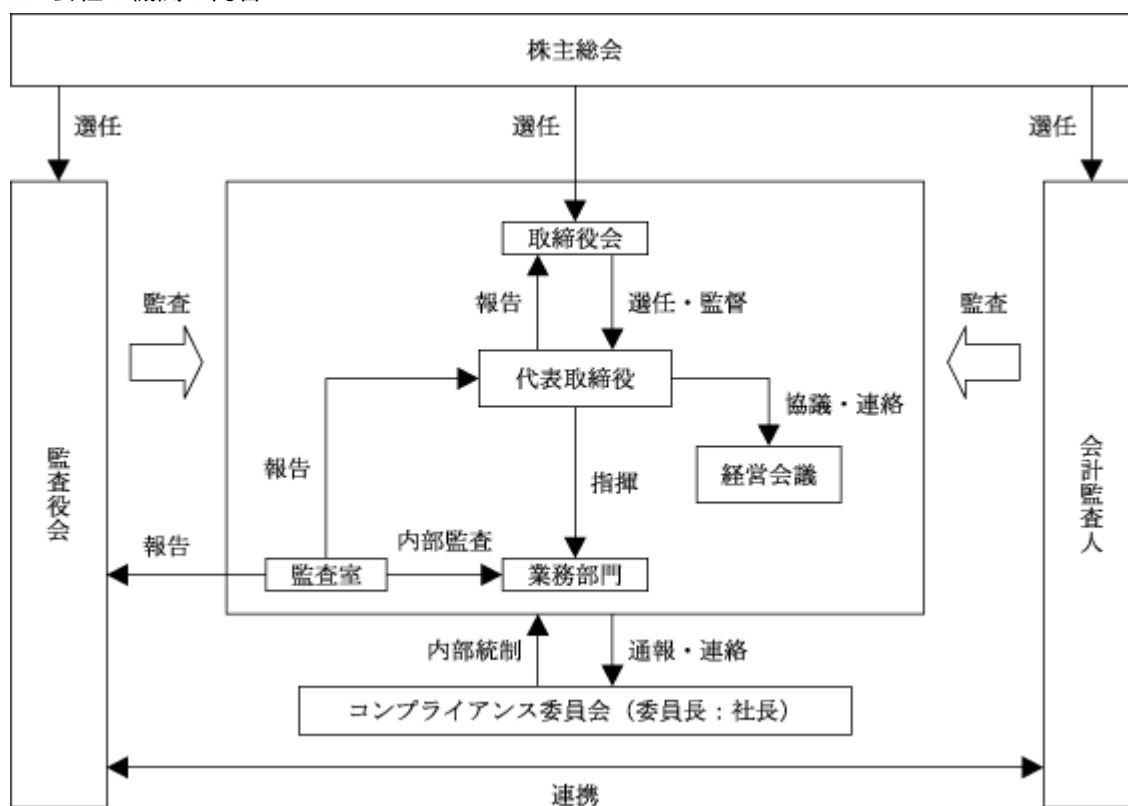 株主総会
選任
選任
選任
取締役会
監査
報告
選任・監督
監査
代表取締役
協議・連絡
報告
指揮
経営会議
監査役会
会計監査人
報告
内部監査
監査室
業務部門
内部統制
通報・連絡
コンプライアンス委員会（委員長：社長）
連携